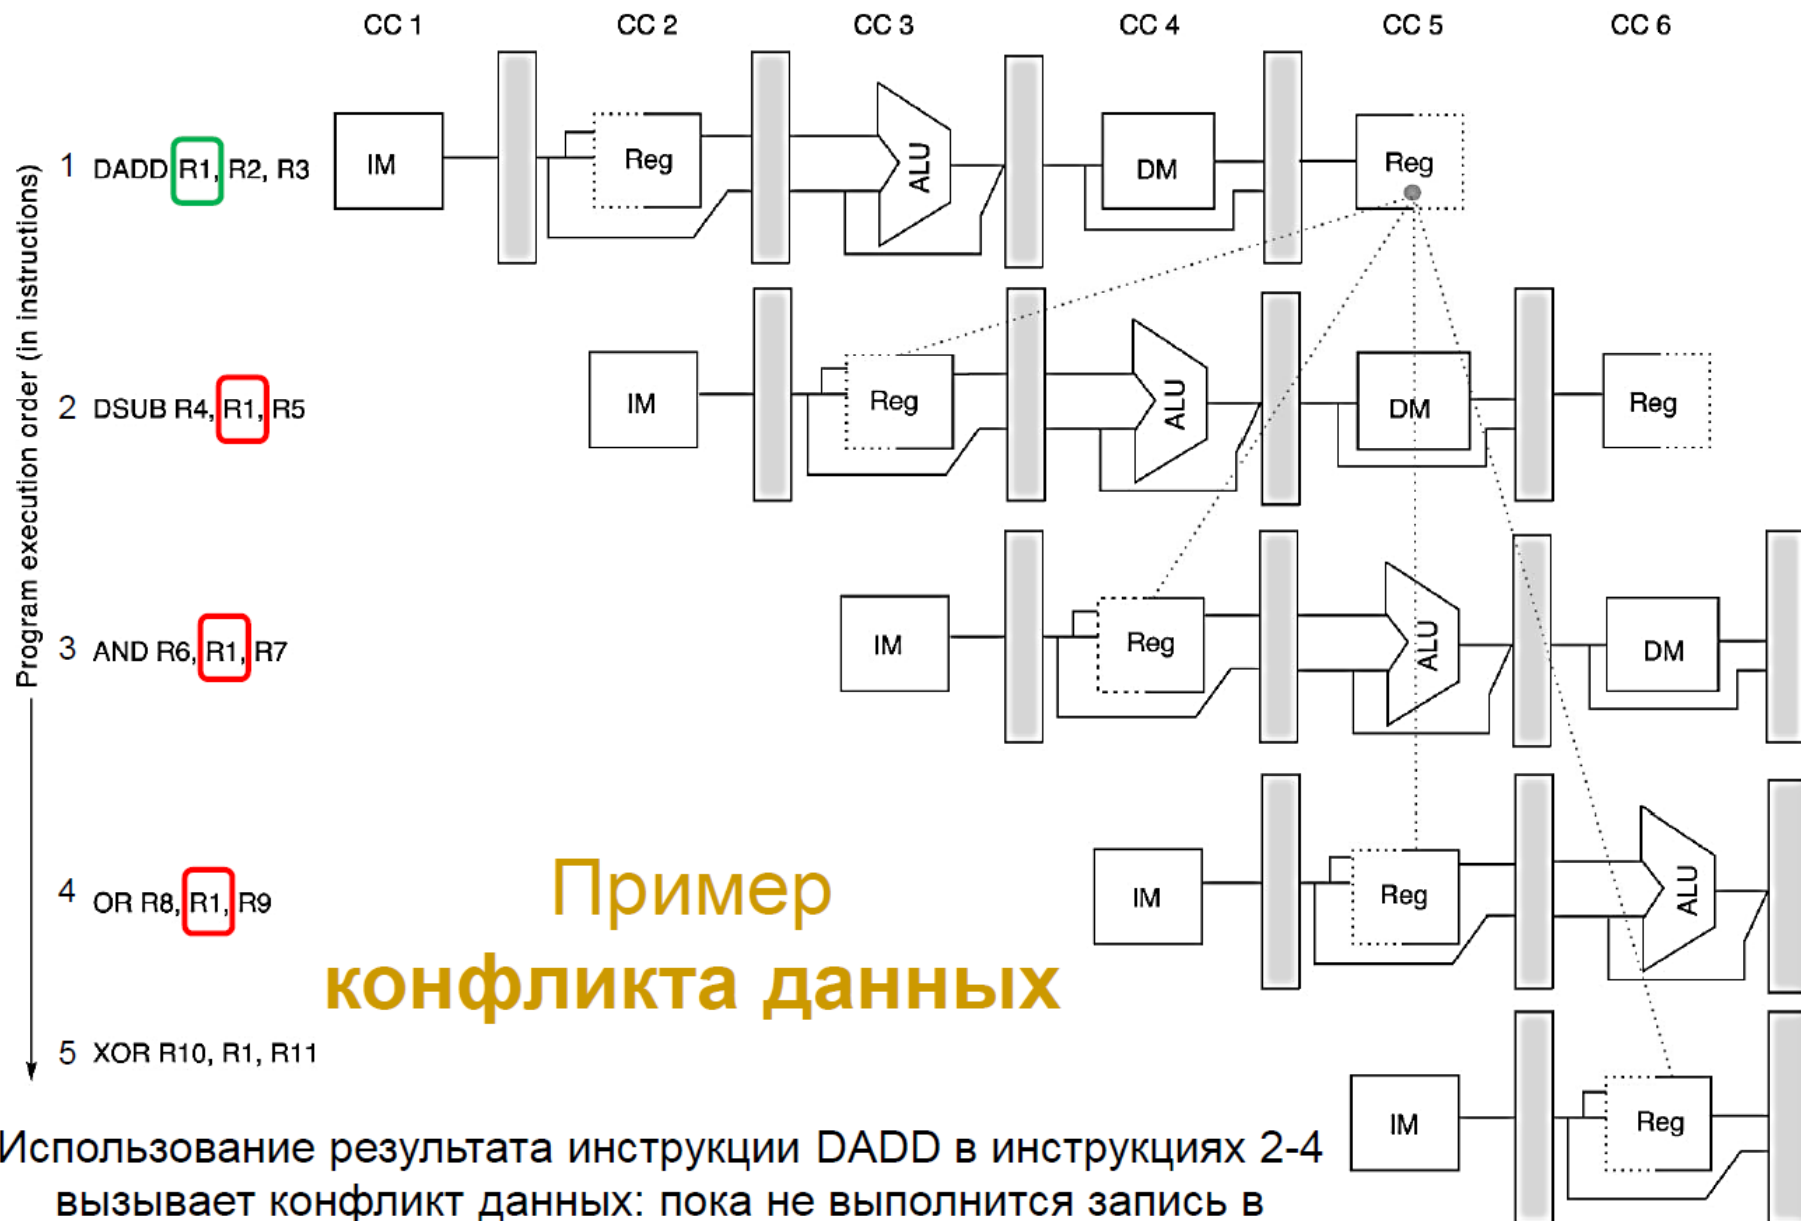 CC 1 CC 2 CC 3 CC 4 CC 5 CC 6
Program execution order (in instructions)
1 DADD R1, R2, R3
IM Reg ALU DM Reg
2 DSUB R4, R1, R5
IM Reg ALU DM Reg
3 AND R6, R1, R7
IM Reg ALU DM
4 OR R8, R1, R9
IM Reg ALU
Пример
конфликта данных
5 XOR R10, R1, R11
IM Reg
Использование результата инструкции DADD в инструкциях 2-4
вызывает конфликт данных: пока не выполнится запись в